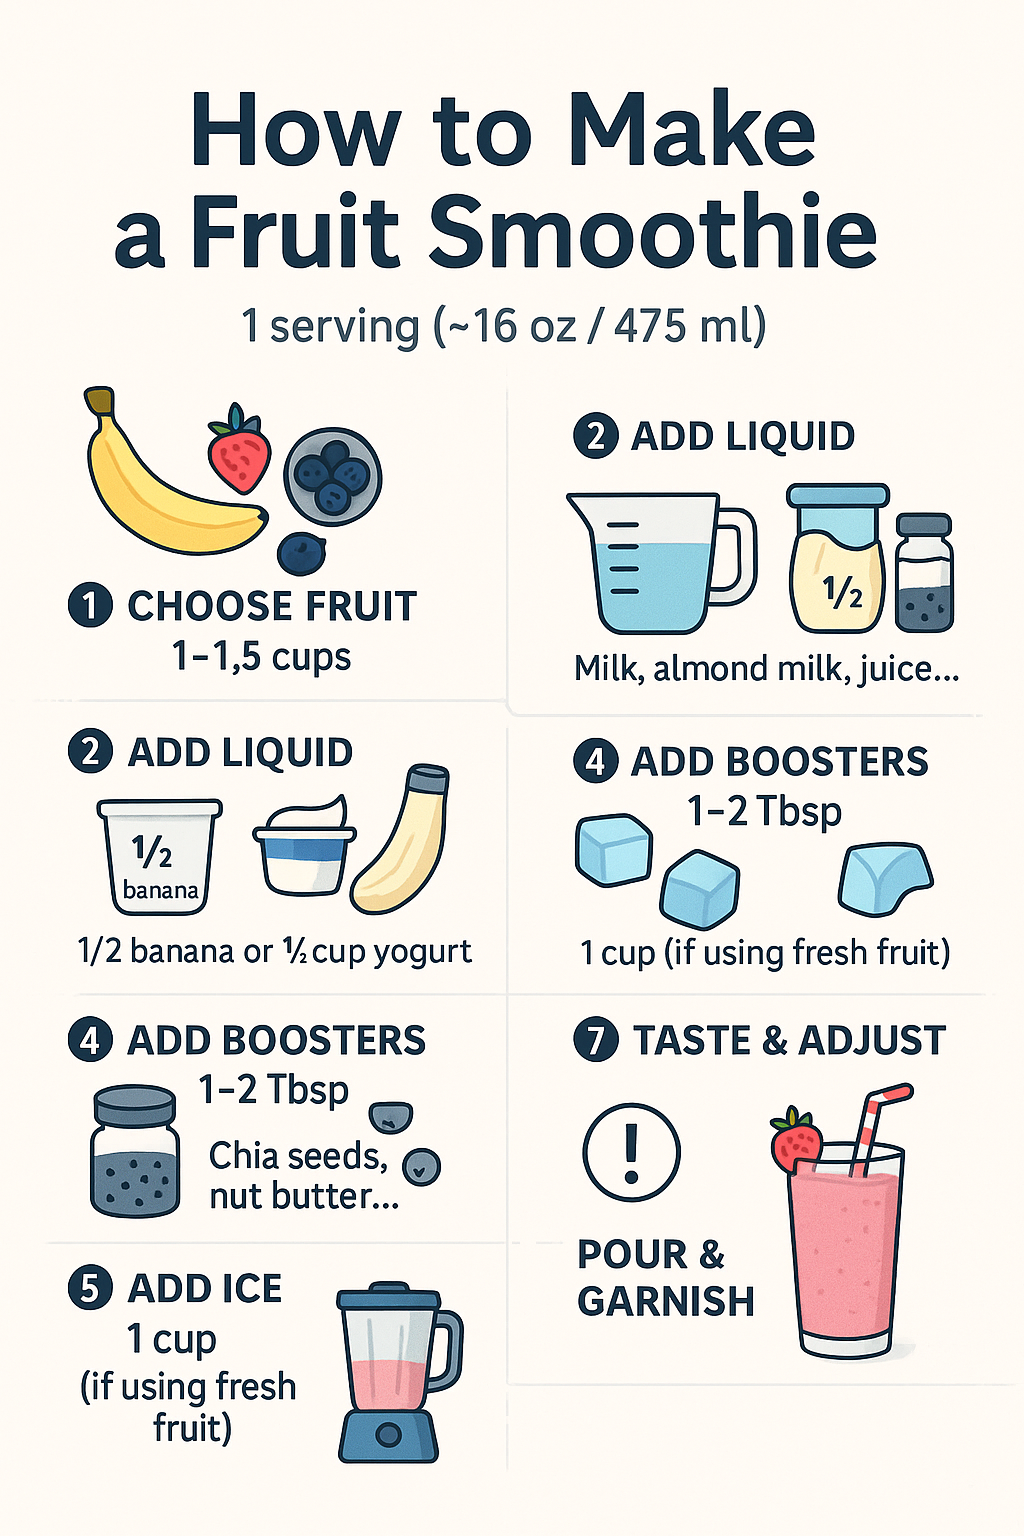 How to Make
a Fruit Smoothie
1 serving (~16 oz / 475 ml)
1 CHOOSE FRUIT
1–1,5 cups
2 ADD LIQUID
1/2
Milk, almond milk, juice...
2 ADD LIQUID
1/2
banana
1/2 banana or ½ cup yogurt
4 ADD BOOSTERS
1–2 Tbsp
1 cup (if using fresh fruit)
4 ADD BOOSTERS
1–2 Tbsp
Chia seeds,
nut butter...
7 TASTE & ADJUST
!
POUR &
GARNISH
5 ADD ICE
1 cup
(if using fresh
fruit)